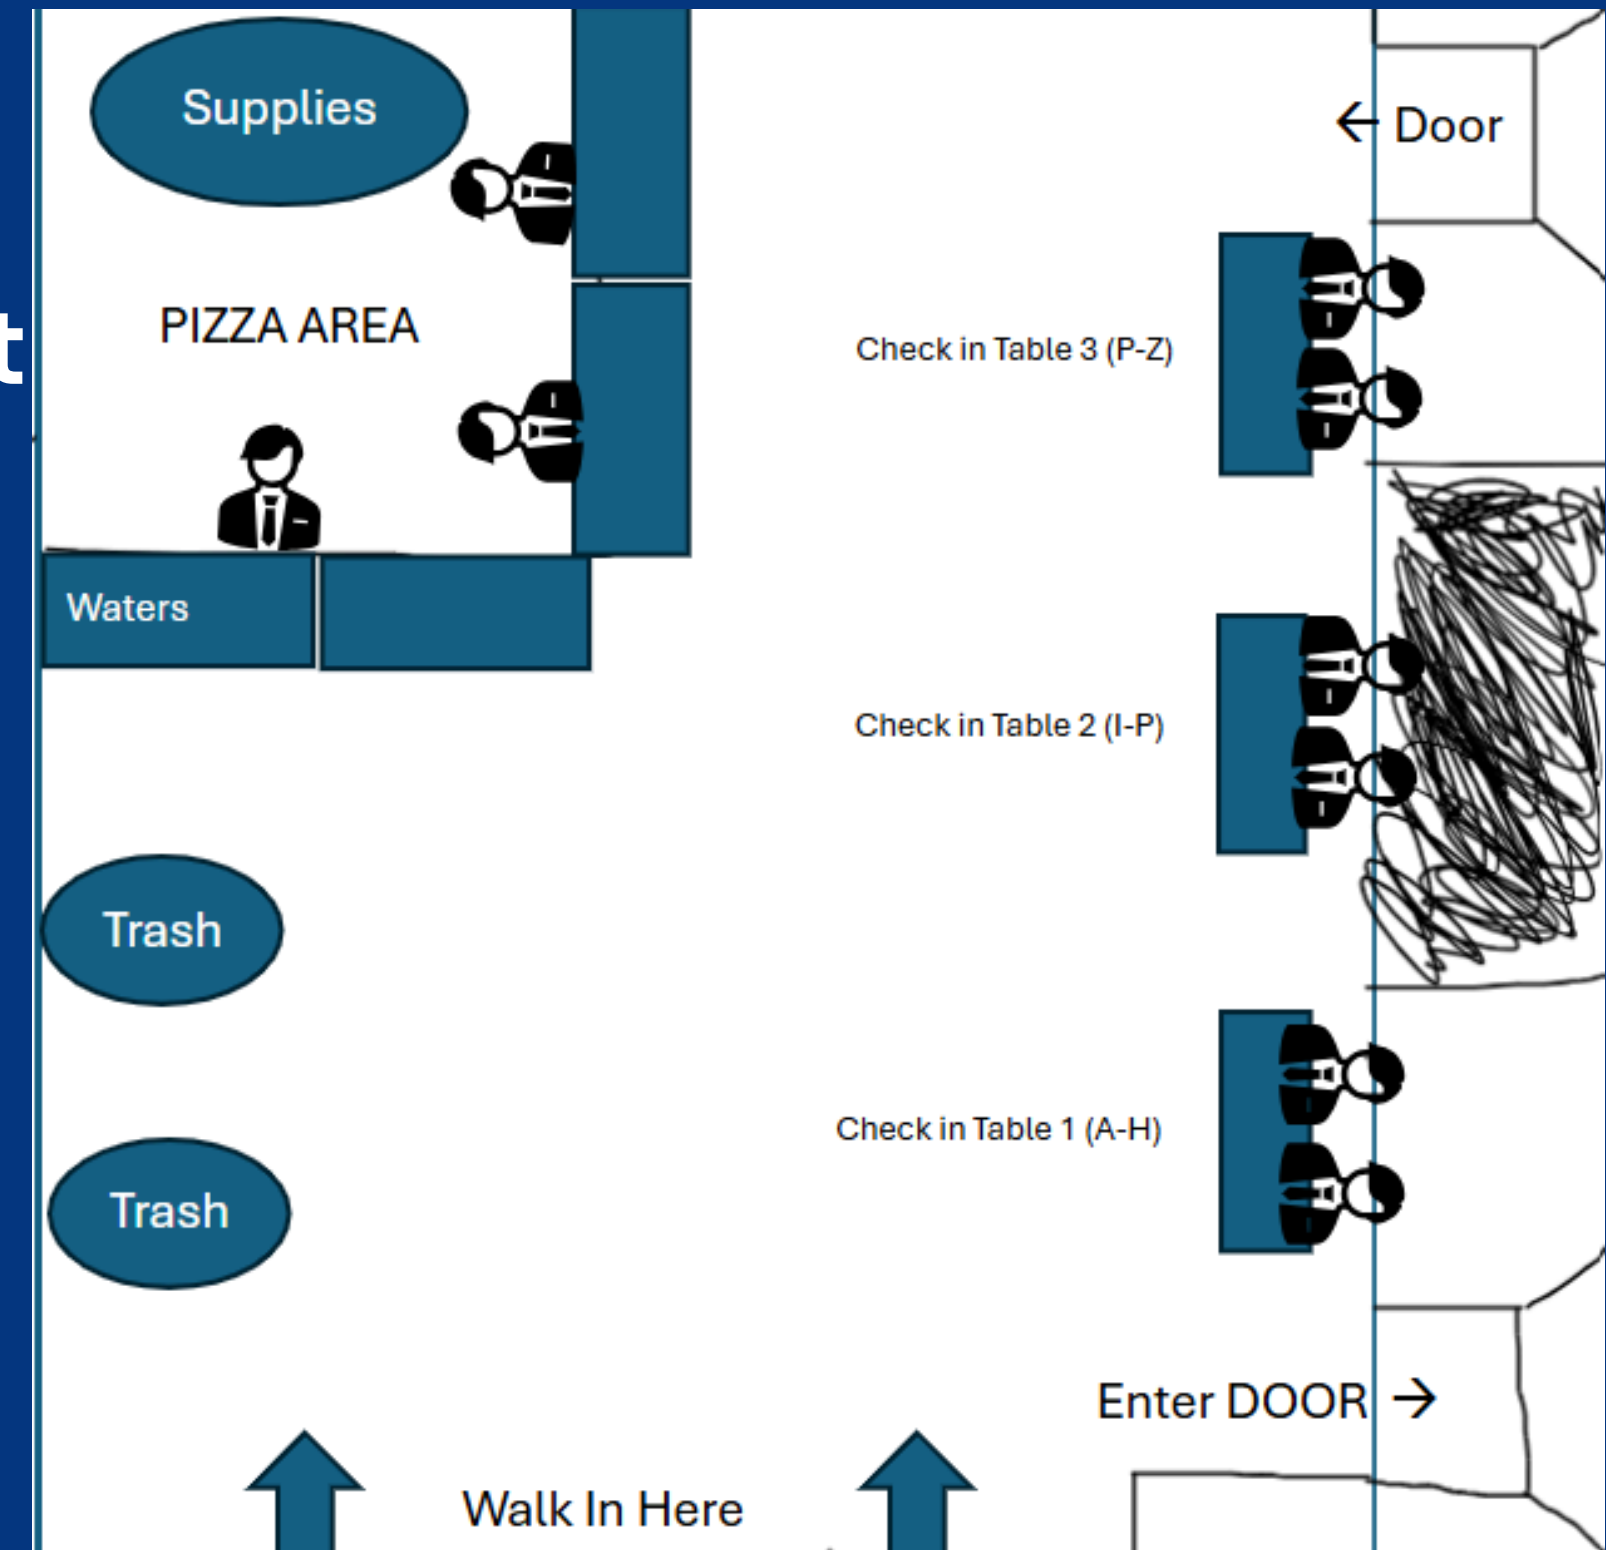 Supplies
← Door
t
PIZZA AREA
Check in Table 3 (P-Z)
Waters
Check in Table 2 (I-P)
Trash
Check in Table 1 (A-H)
Trash
Enter DOOR →
Walk In Here